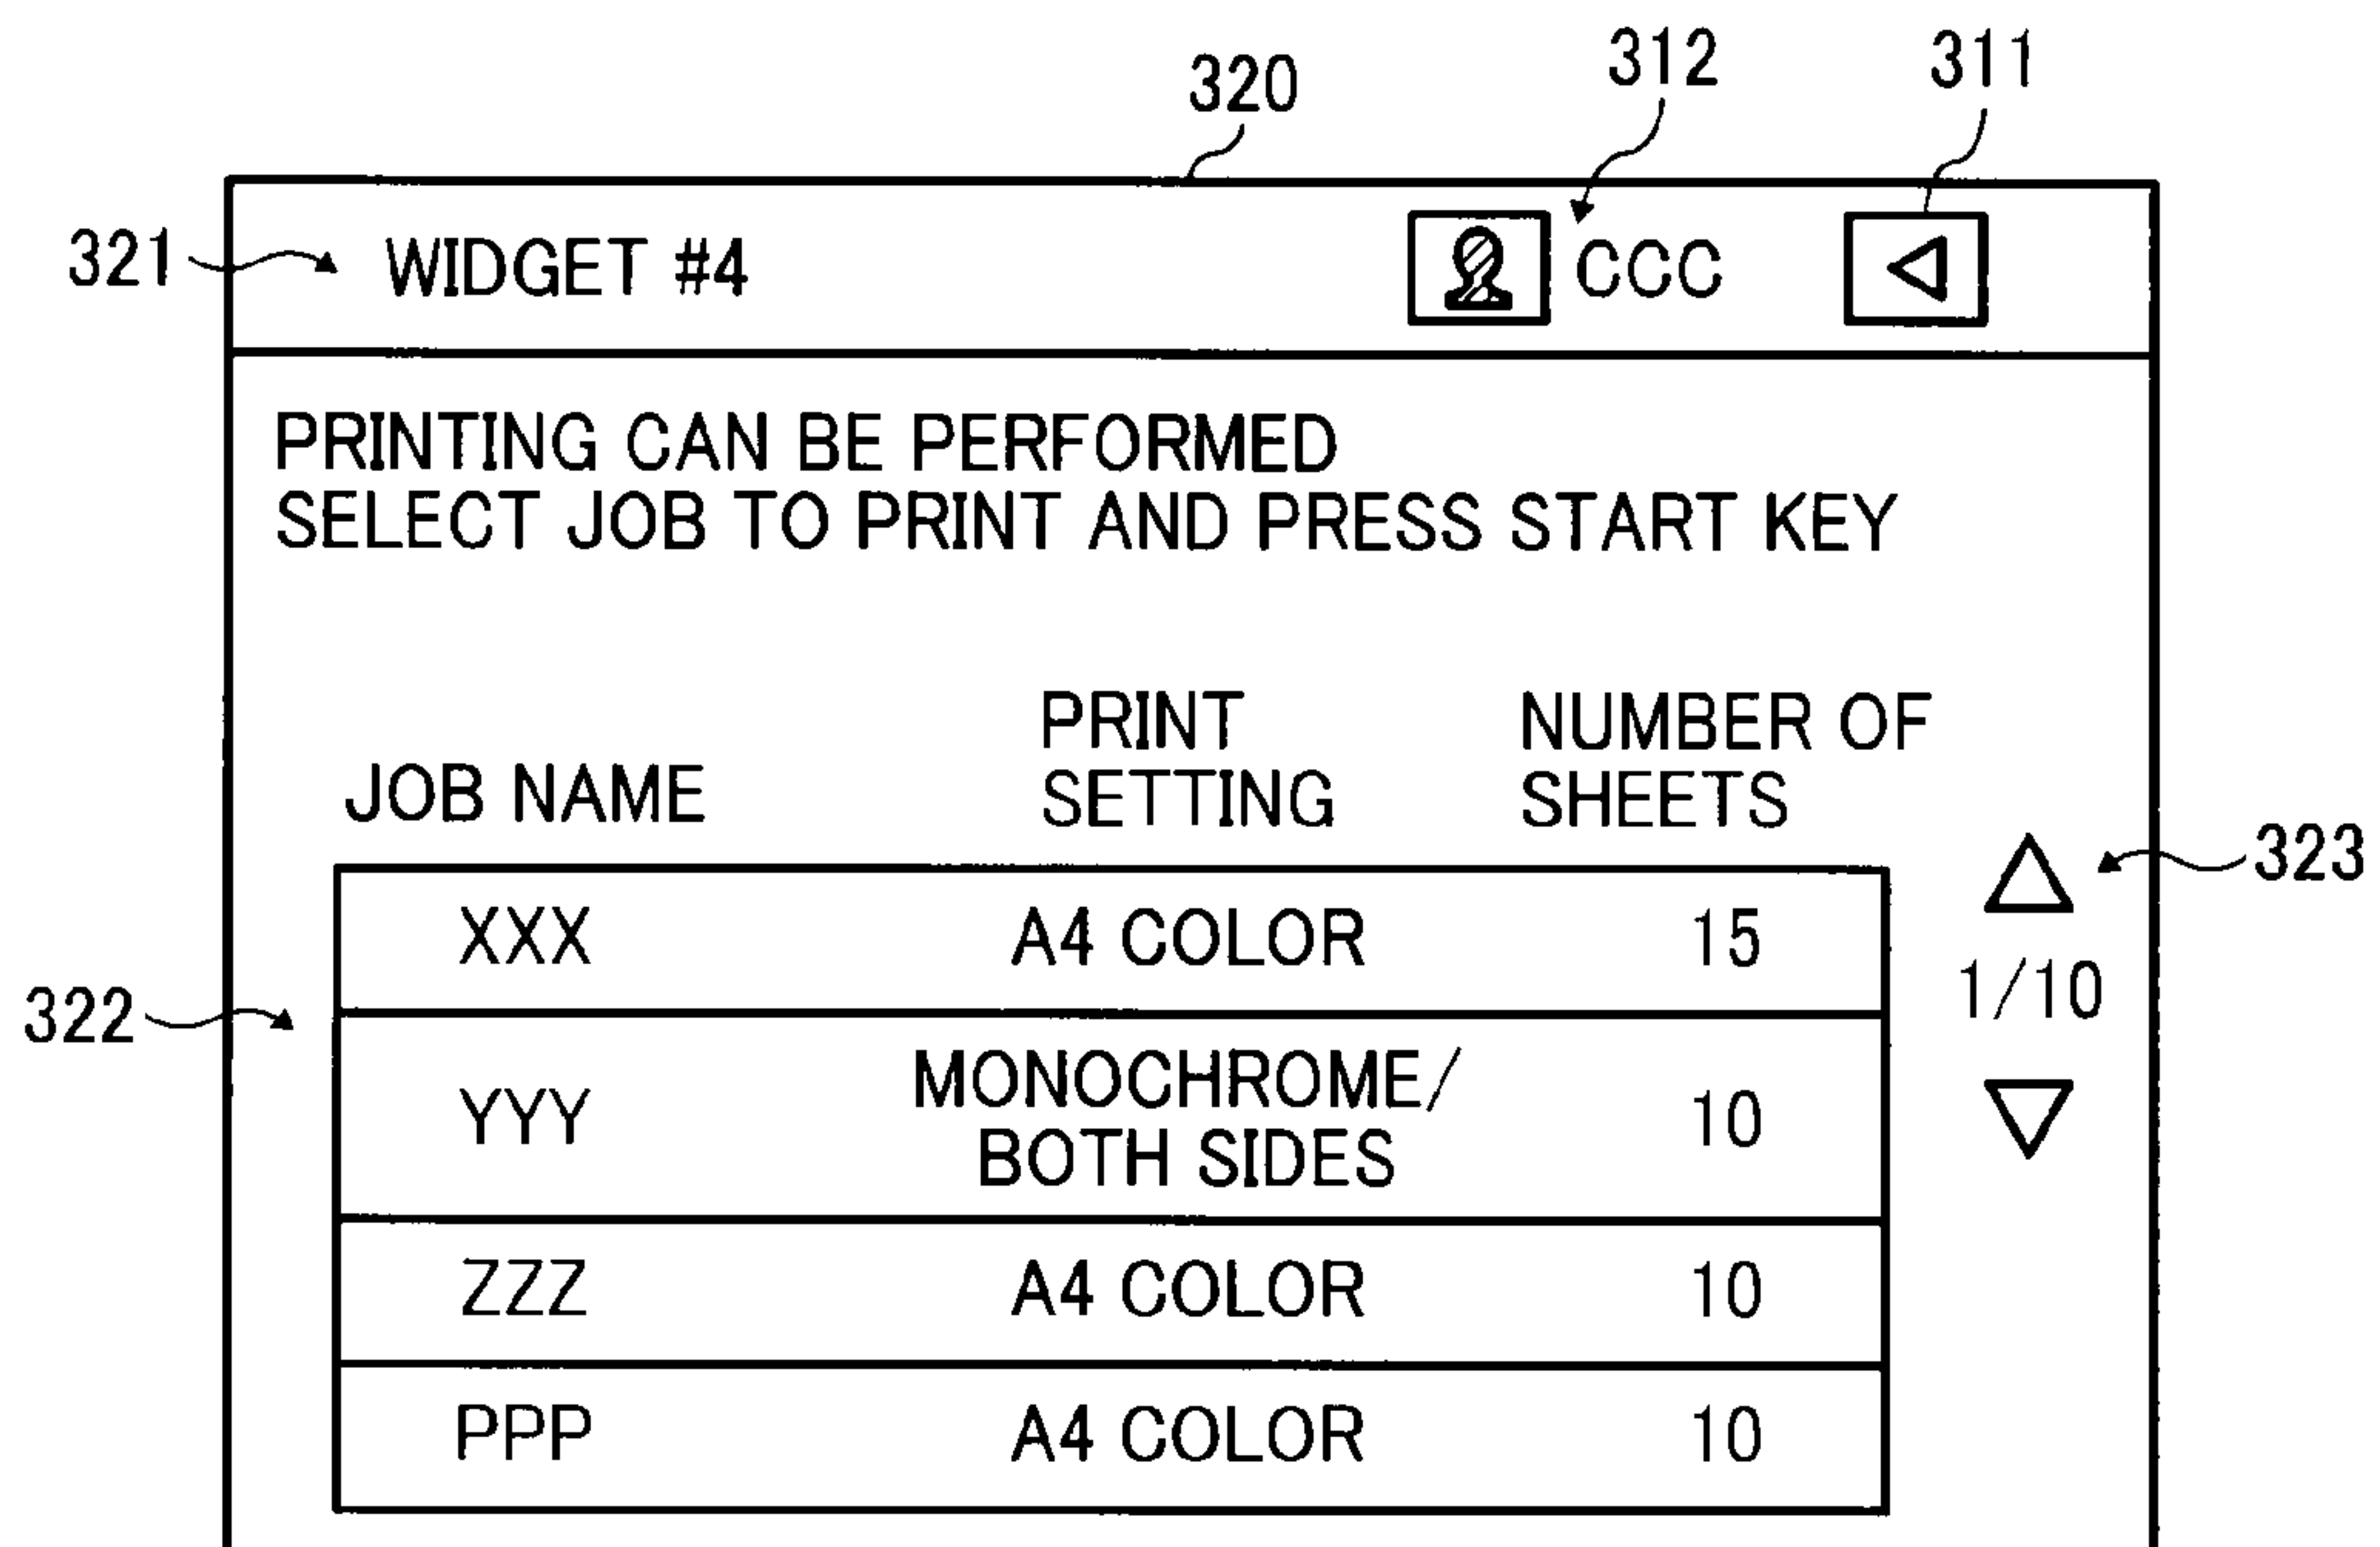 320
312
311
321
WIDGET #4
CCC
PRINTING CAN BE PERFORMED
SELECT JOB TO PRINT AND PRESS START KEY
JOB NAME
PRINT
SETTING
NUMBER OF
SHEETS
323
XXX A4 COLOR 15
1/10
322
YYY
MONOCHROME/
BOTH SIDES
10
ZZZ A4 COLOR 10
PPP A4 COLOR 10